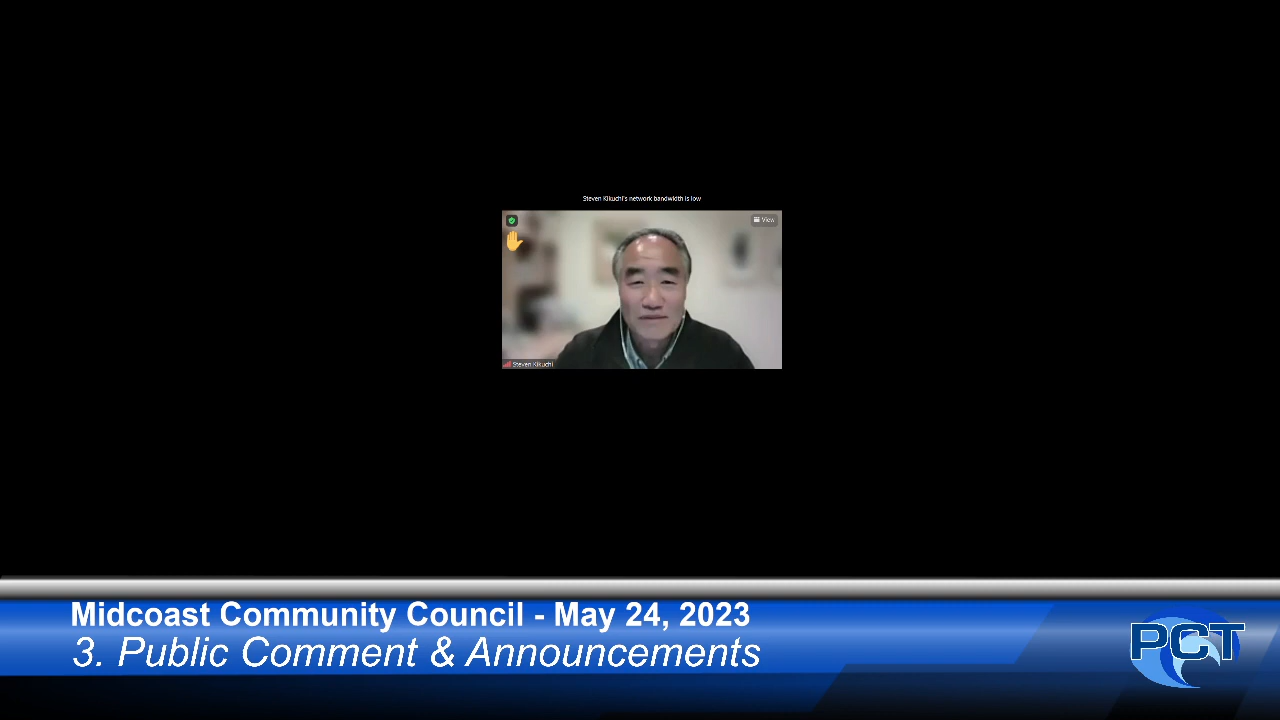 Steven Kikuchi's network bandwidth is low
View
Steven Kikuchi
Midcoast Community Council - May 24, 2023
3. Public Comment & Announcements
PCT